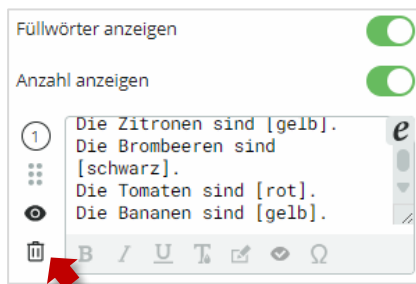 Füllwörter anzeigen
Anzahl anzeigen
1
Die Zitronen sind [gelb].
Die Brombeeren sind
[schwarz].
Die Tomaten sind [rot].
Die Bananen sind [gelb].
e
B I U T Ω